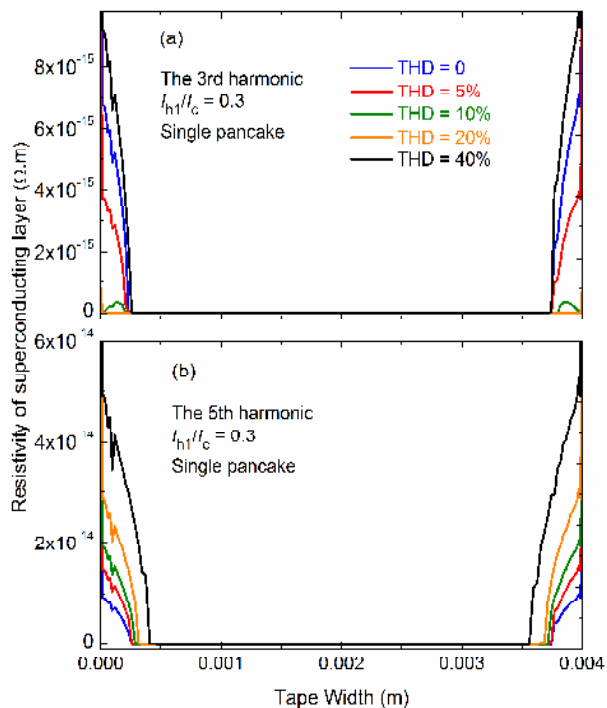 Resistivity of superconducting layer (Ω.m)
(a)
The 3rd harmonic
I_h1/I_c = 0.3
Single pancake
THD = 0
THD = 5%
THD = 10%
THD = 20%
THD = 40%
8x10^-15
6x10^-15
4x10^-15
2x10^-15
0
(b)
The 5th harmonic
I_h1/I_c = 0.3
Single pancake
6x10^-14
4x10^-14
2x10^-14
0
0.000 0.001 0.002 0.003 0.004
Tape Width (m)